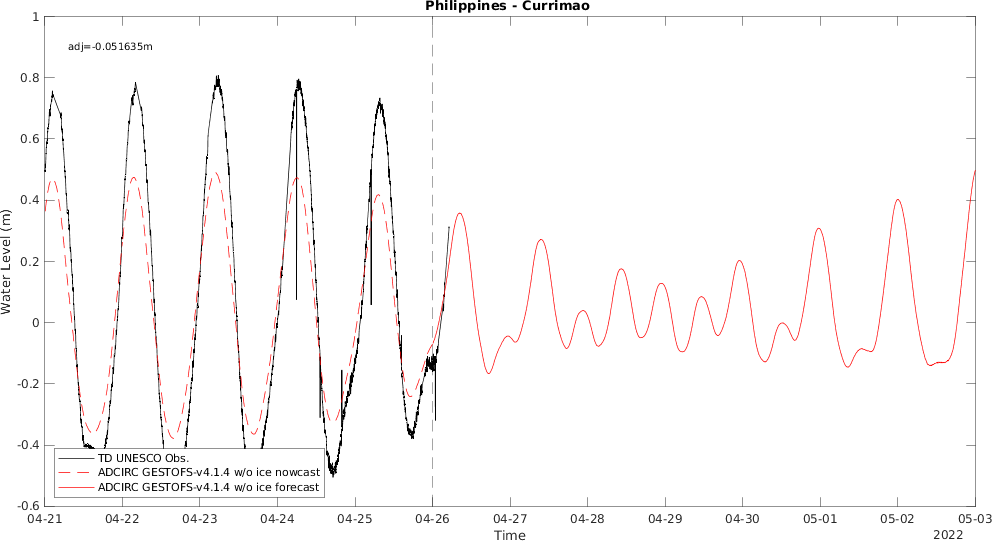 Philippines - Currimao
adj=-0.051635m
1
0.8
0.6
0.4
0.2
0
-0.2
-0.4
-0.6
Water Level (m)
TD UNESCO Obs.
ADCIRC GESTOFS-v4.1.4 w/o ice nowcast
ADCIRC GESTOFS-v4.1.4 w/o ice forecast
04-21 04-22 04-23 04-24 04-25 04-26 04-27 04-28 04-29 04-30 05-01 05-02 05-03
Time
2022